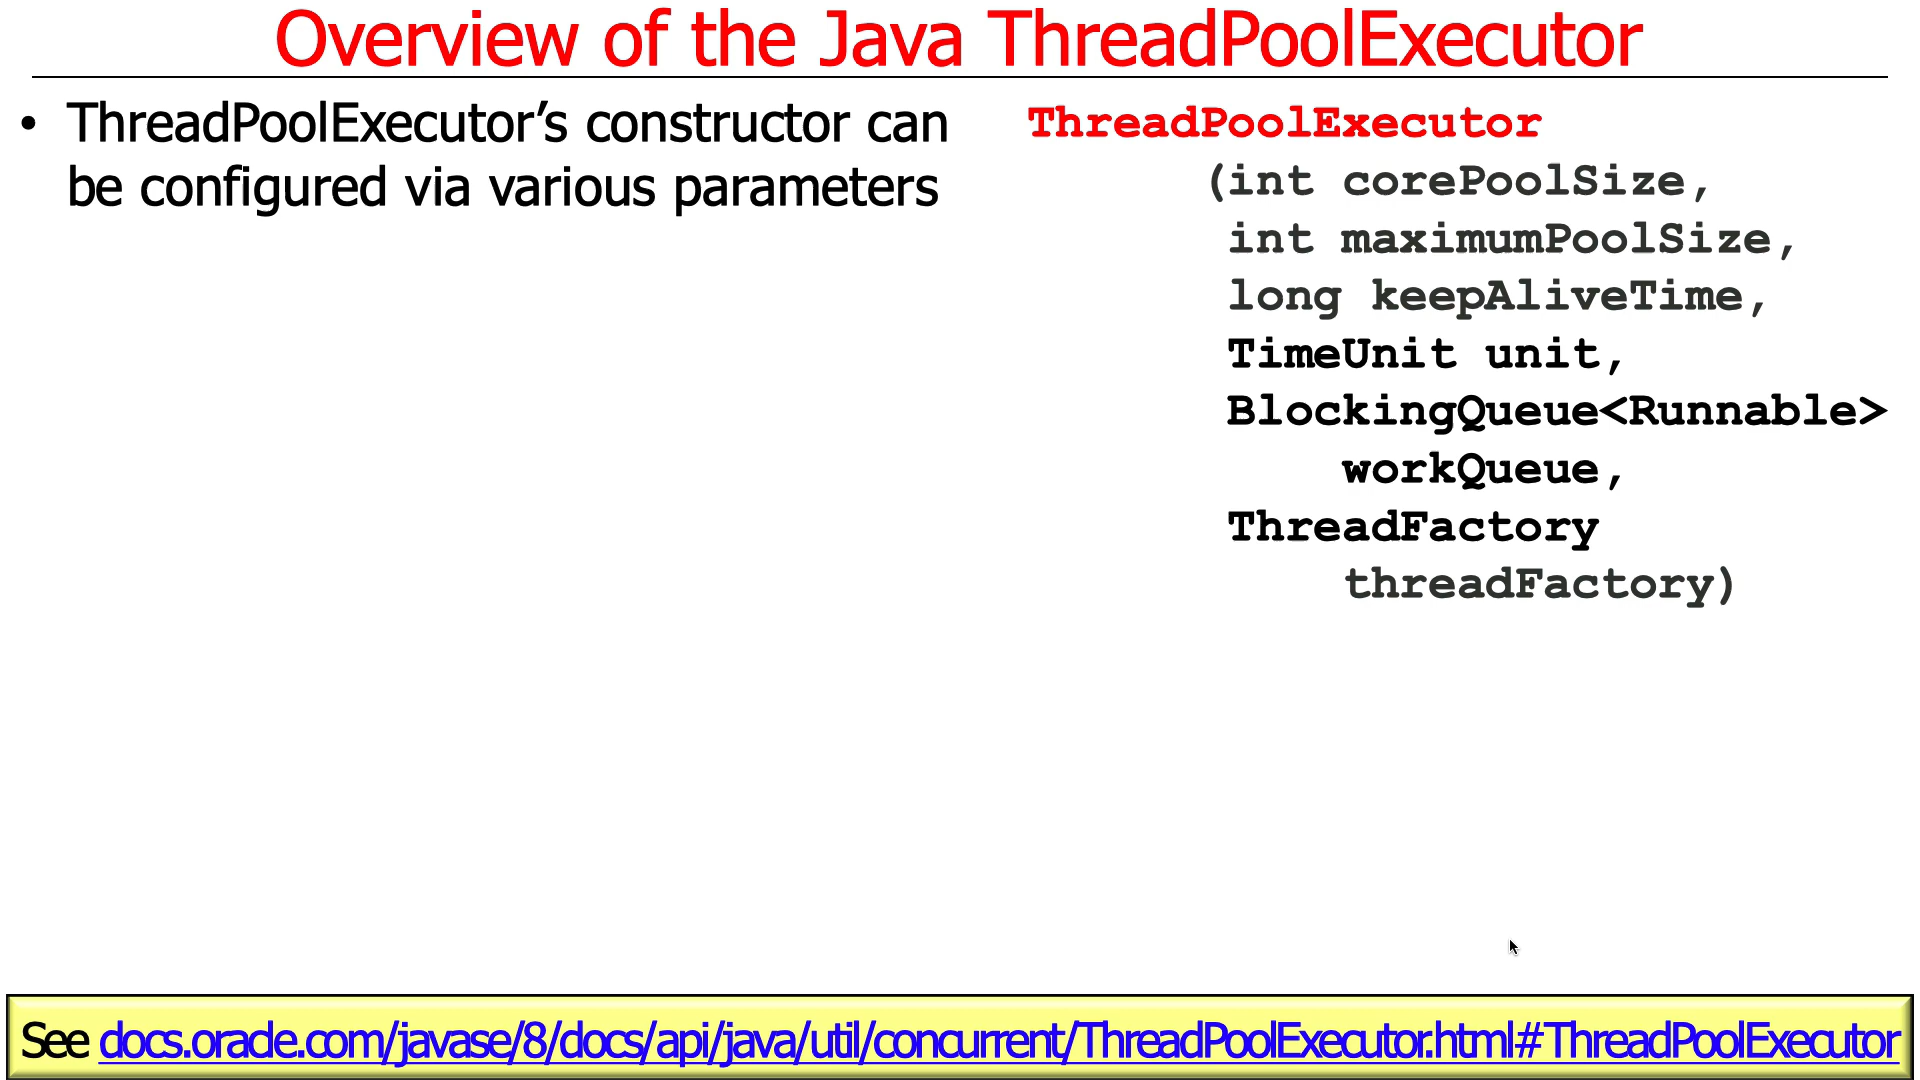 Overview of the Java ThreadPoolExecutor
• ThreadPoolExecutor’s constructor can
be configured via various parameters
ThreadPoolExecutor
(int corePoolSize,
int maximumPoolSize,
long keepAliveTime,
TimeUnit unit,
BlockingQueue<Runnable>
workQueue,
ThreadFactory
threadFactory)
See docs.oracle.com/javase/8/docs/api/java/util/concurrent/ThreadPoolExecutor.html#ThreadPoolExecutor